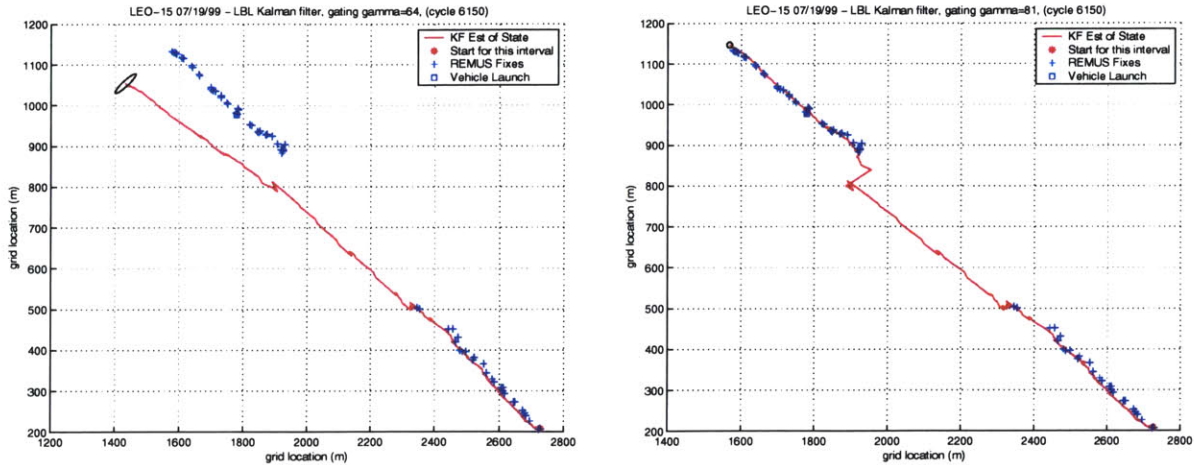 LEO-15 07/19/99 - LBL Kalman filter, gating gamma=64, (cycle 6150)
KF Est of State
Start for this interval
REMUS Fixes
Vehicle Launch
1200
1100
1000
900
800
700
600
500
400
300
200
grid location (m)
1200 1400 1600 1800 2000 2200 2400 2600 2800
grid location (m)
LEO-15 07/19/99 - LBL Kalman filter, gating gamma=81, (cycle 6150)
KF Est of State
Start for this interval
REMUS Fixes
Vehicle Launch
1200
1100
1000
900
800
700
600
500
400
300
200
grid location (m)
1400 1600 1800 2000 2200 2400 2600 2800
grid location (m)